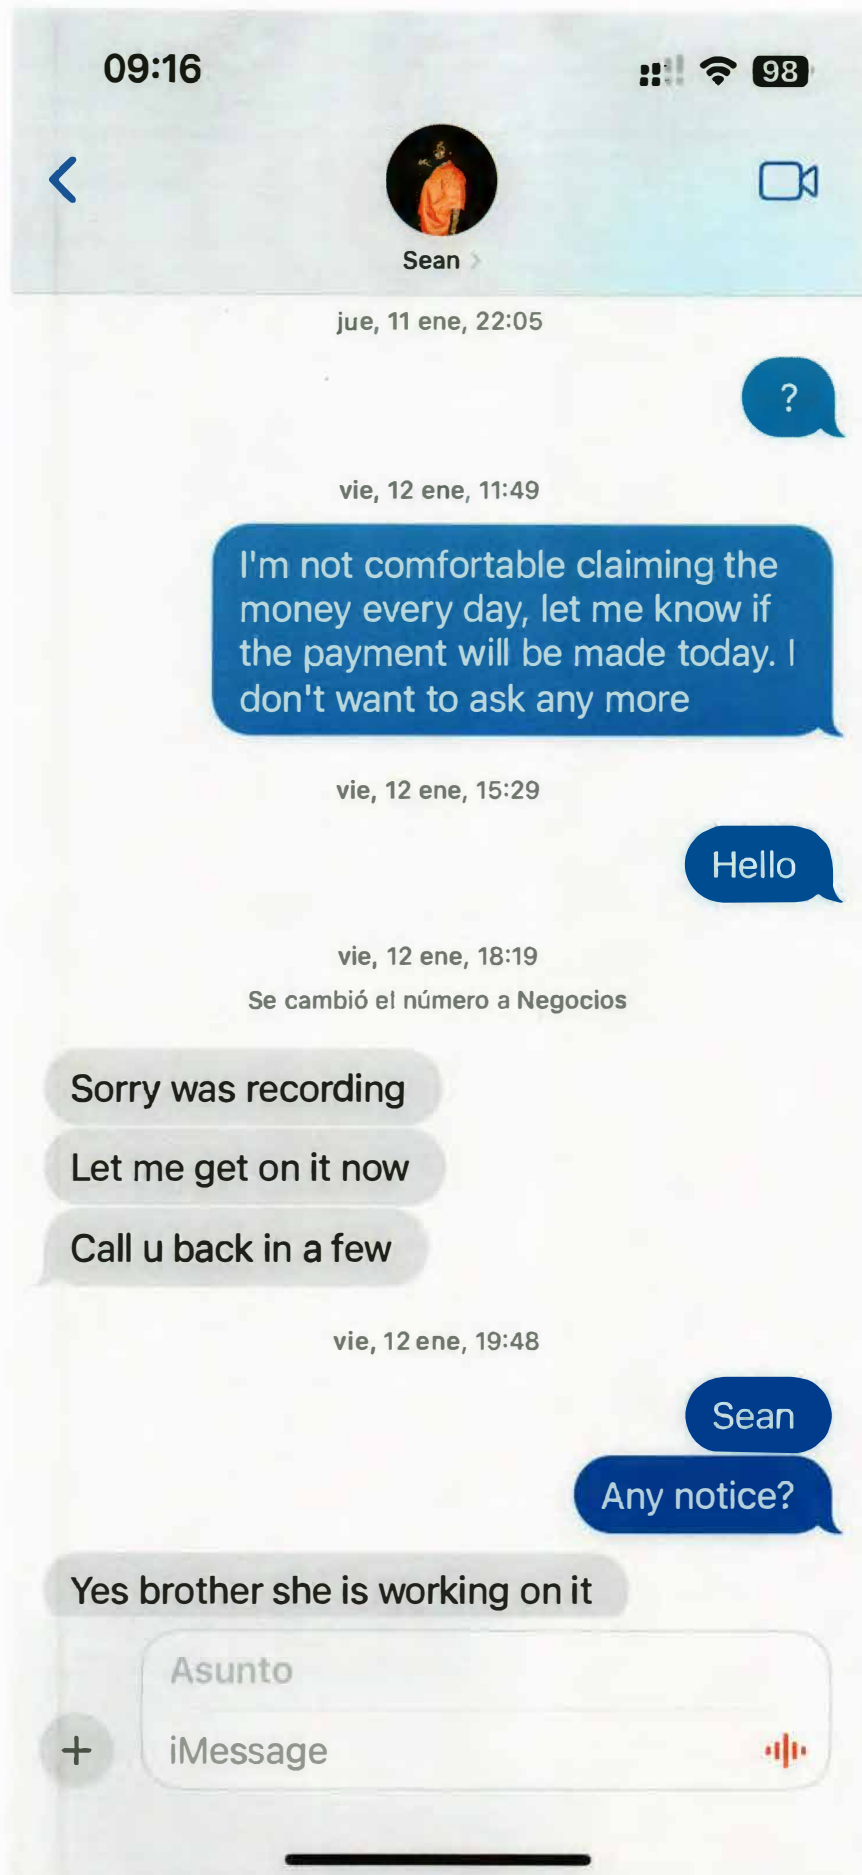 09:16
98
Sean
jue, 11 ene, 22:05
?
vie, 12 ene, 11:49
I'm not comfortable claiming the
money every day, let me know if
the payment will be made today. I
don't want to ask any more
vie, 12 ene, 15:29
Hello
vie, 12 ene, 18:19
Se cambió el número a Negocios
Sorry was recording
Let me get on it now
Call u back in a few
vie, 12 ene, 19:48
Sean
Any notice?
Yes brother she is working on it
Asunto
iMessage